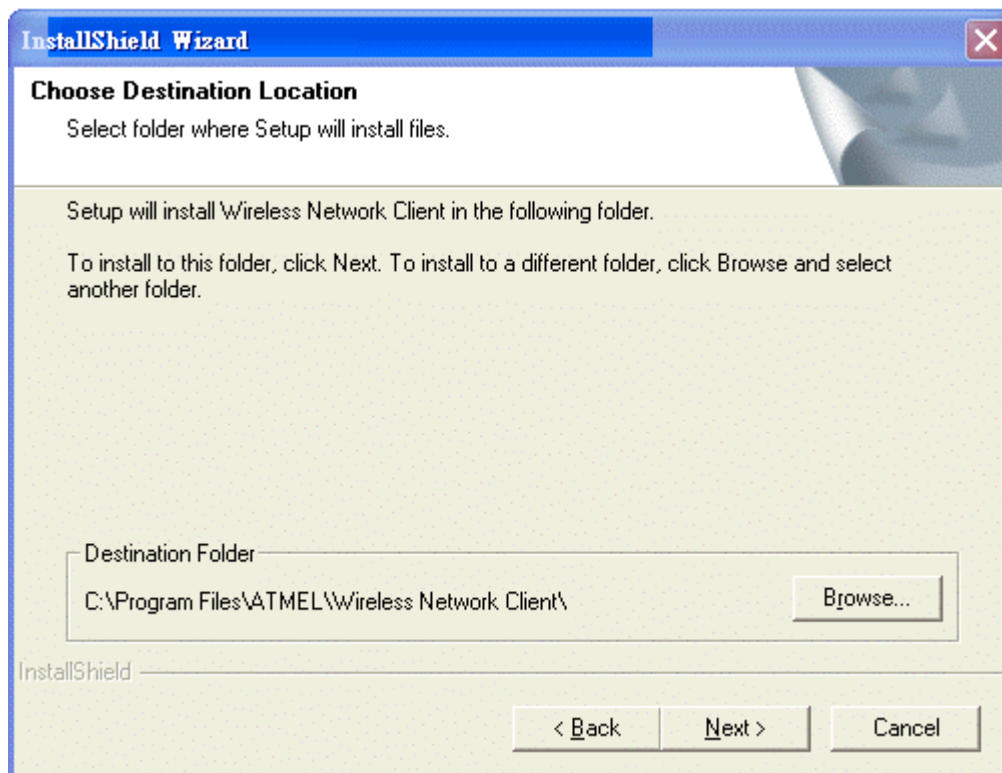 InstallShield Wizard
Choose Destination Location
Select folder where Setup will install files.
Setup will install Wireless Network Client in the following folder.
To install to this folder, click Next. To install to a different folder, click Browse and select
another folder.
Destination Folder
C:\Program Files\ATMEL\Wireless Network Client\
Browse...
InstallShield
< Back
Next >
Cancel